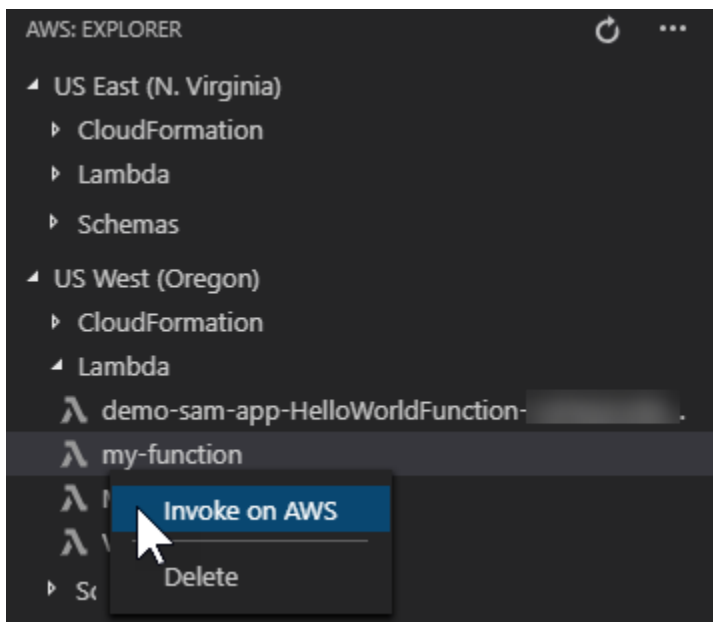 AWS: EXPLORER
US East (N. Virginia)
CloudFormation
Lambda
Schemas
US West (Oregon)
CloudFormation
Lambda
demo-sam-app-HelloWorldFunction-
my-function
Invoke on AWS
Delete